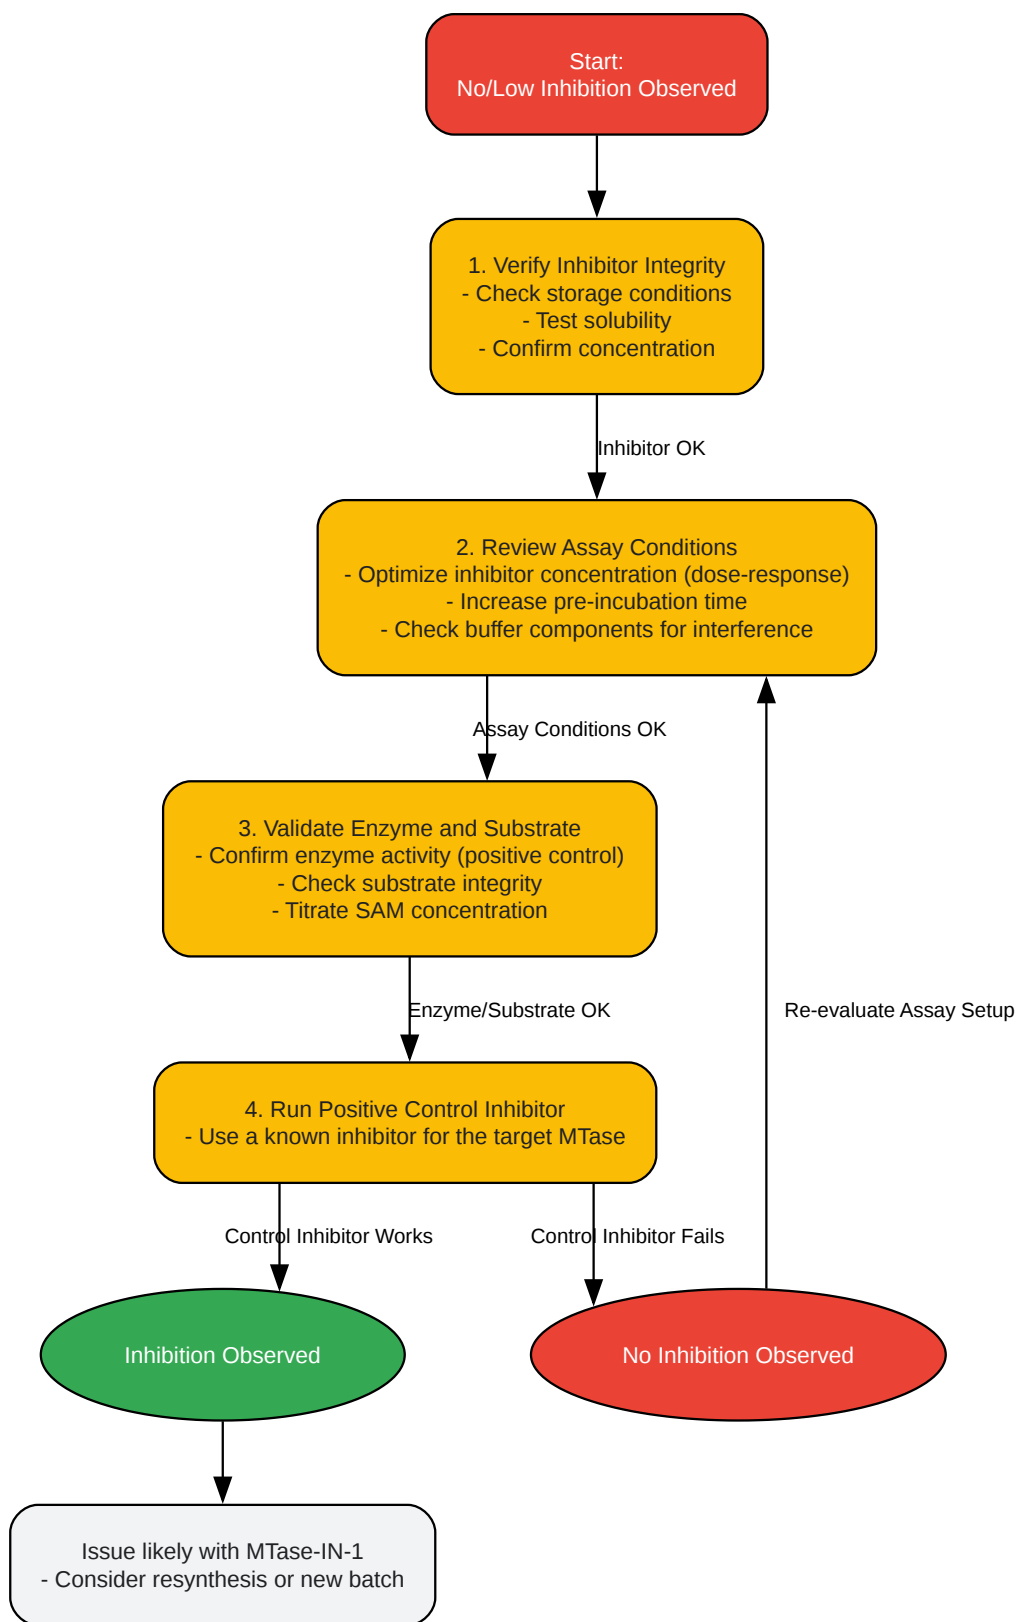 Start:
No/Low Inhibition Observed
1. Verify Inhibitor Integrity
- Check storage conditions
- Test solubility
- Confirm concentration
Inhibitor OK
2. Review Assay Conditions
- Optimize inhibitor concentration (dose-response)
- Increase pre-incubation time
- Check buffer components for interference
Assay Conditions OK
3. Validate Enzyme and Substrate
- Confirm enzyme activity (positive control)
- Check substrate integrity
- Titrate SAM concentration
Enzyme/Substrate OK
Re-evaluate Assay Setup
4. Run Positive Control Inhibitor
- Use a known inhibitor for the target MTase
Control Inhibitor Works
Control Inhibitor Fails
Inhibition Observed
No Inhibition Observed
Issue likely with MTase-IN-1
- Consider resynthesis or new batch